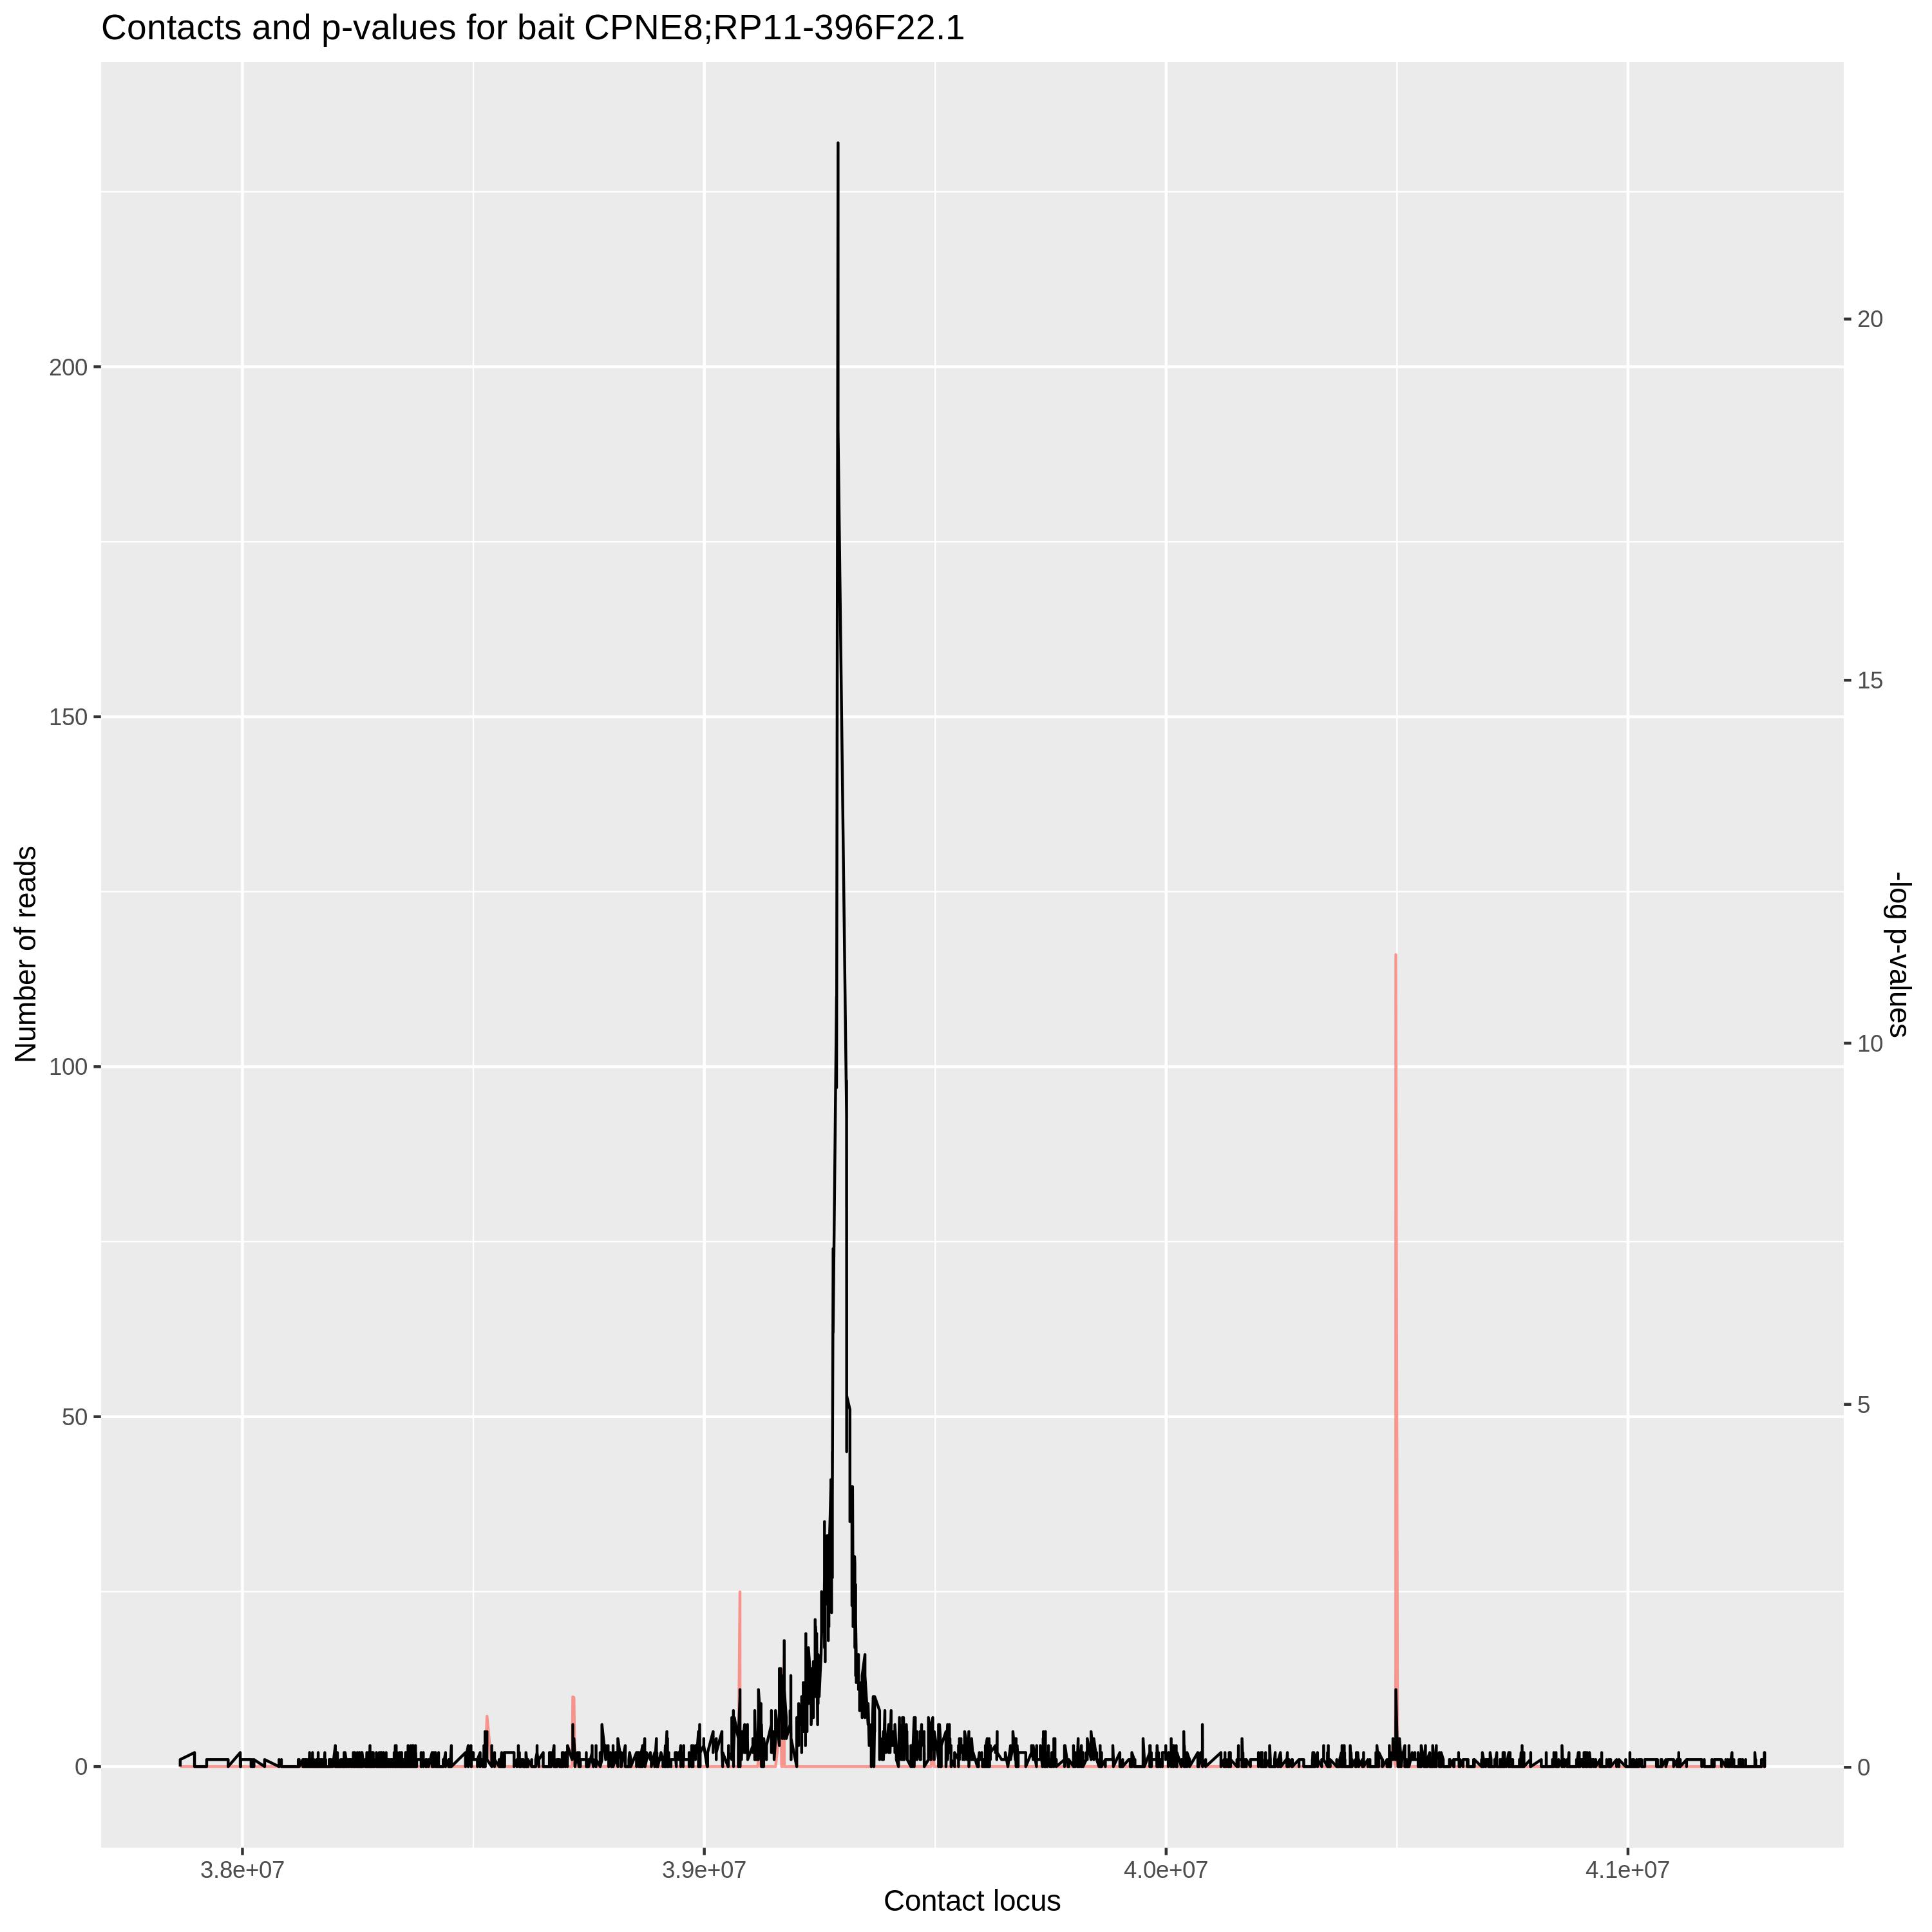 Contacts and p-values for bait CPNE8;RP11-396F22.1
Number of reads
200
150
100
50
0
20
15
10
5
0
-log p-values
3.8e+07 3.9e+07 4.0e+07 4.1e+07
Contact locus